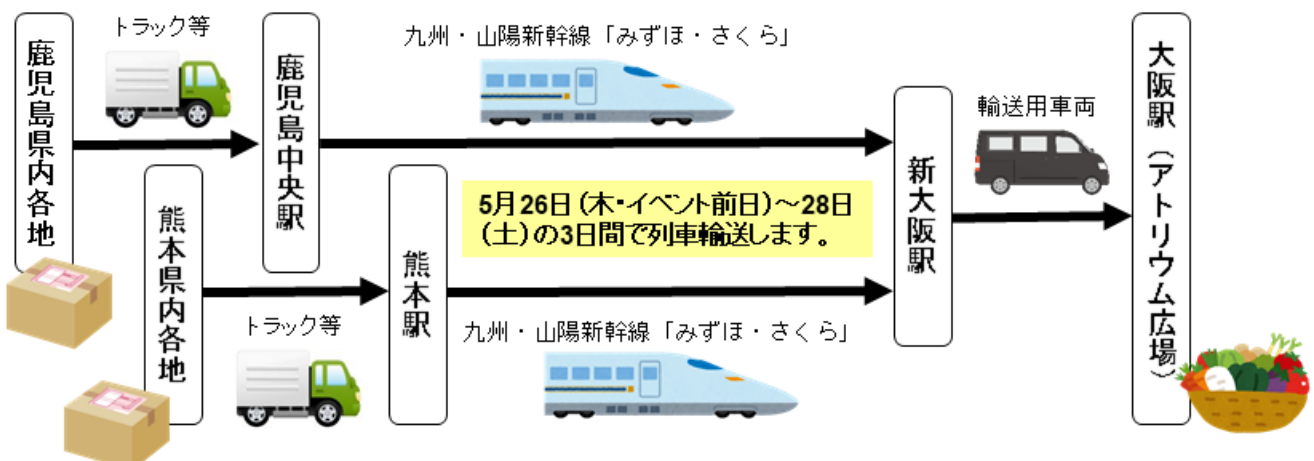 鹿児島県内各地
トラック等
鹿児島中央駅
九州・山陽新幹線「みずほ・さくら」
熊本県内各地
トラック等
熊本駅
九州・山陽新幹線「みずほ・さくら」
5月26日(木・イベント前日)～28日
(土)の3日間で列車輸送します。
新大阪駅
輸送用車両
大阪駅(アトリウム広場)